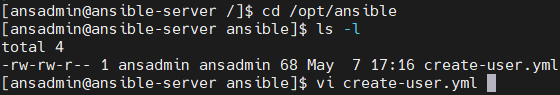 [ansadmin@ansible-server /]$ cd /opt/ansible
[ansadmin@ansible-server ansible]$ ls -l
total 4
-rw-rw-r-- 1 ansadmin ansadmin 68 May  7 17:16 create-user.yml
[ansadmin@ansible-server ansible]$ vi create-user.yml